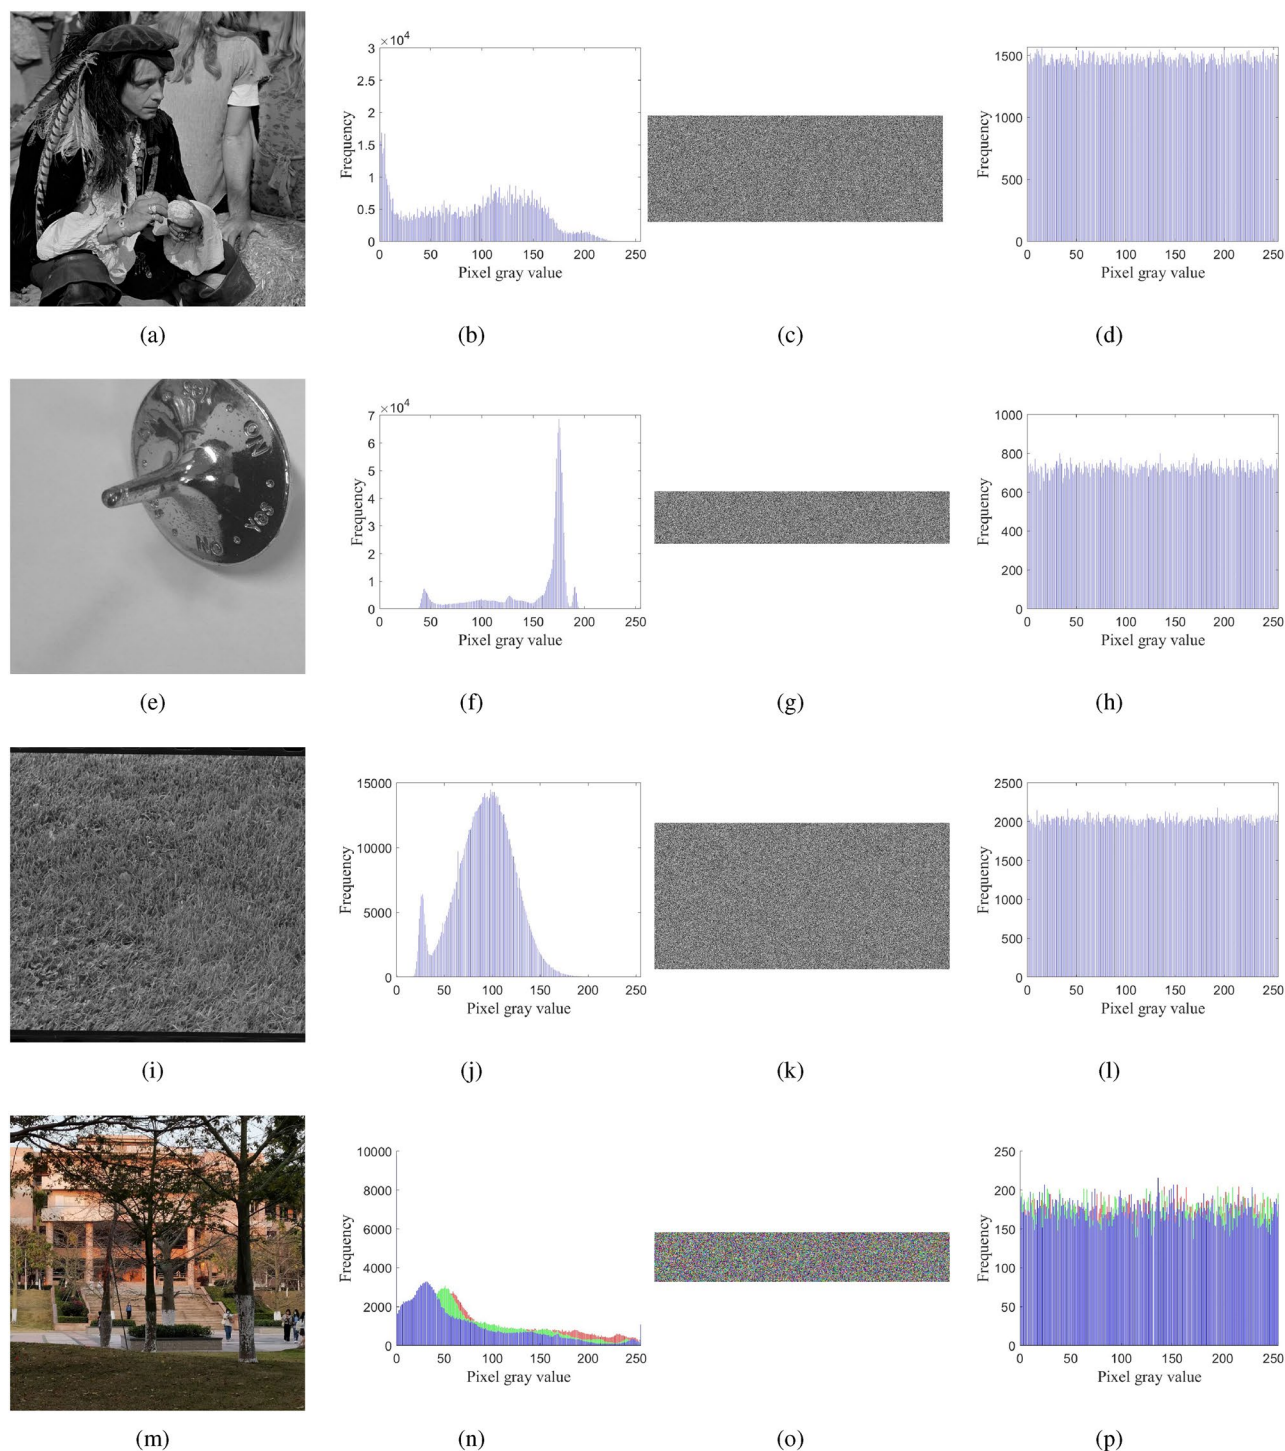 ×10⁴
3
2.5
2
1.5
1
0.5
0
Frequency
0 50 100 150 200 250
Pixel gray value
1500
1000
500
0
Frequency
0 50 100 150 200 250
Pixel gray value
(a) (b) (c) (d)
YES
NO
YOS
NO
×10⁴
7
6
5
4
3
2
1
0
Frequency
0 50 100 150 200 250
Pixel gray value
1000
800
600
400
200
0
Frequency
0 50 100 150 200 250
Pixel gray value
(e) (f) (g) (h)
15000
10000
5000
0
Frequency
0 50 100 150 200 250
Pixel gray value
2500
2000
1500
1000
500
0
Frequency
0 50 100 150 200 250
Pixel gray value
(i) (j) (k) (l)
10000
8000
6000
4000
2000
0
Frequency
0 50 100 150 200 250
Pixel gray value
250
200
150
100
50
0
Frequency
0 50 100 150 200 250
Pixel gray value
(m) (n) (o) (p)